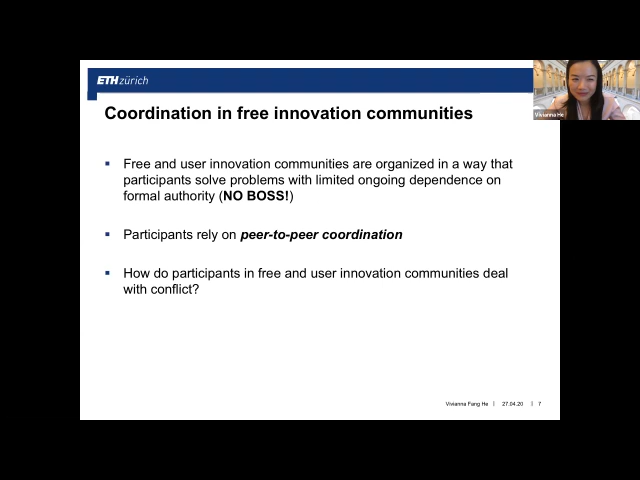 ETH zürich
Vivianna He
Coordination in free innovation communities
▪ Free and user innovation communities are organized in a way that
participants solve problems with limited ongoing dependence on
formal authority (NO BOSS!)
▪ Participants rely on peer-to-peer coordination
▪ How do participants in free and user innovation communities deal
with conflict?
Vivianna Fang He | 27.04.20 | 7